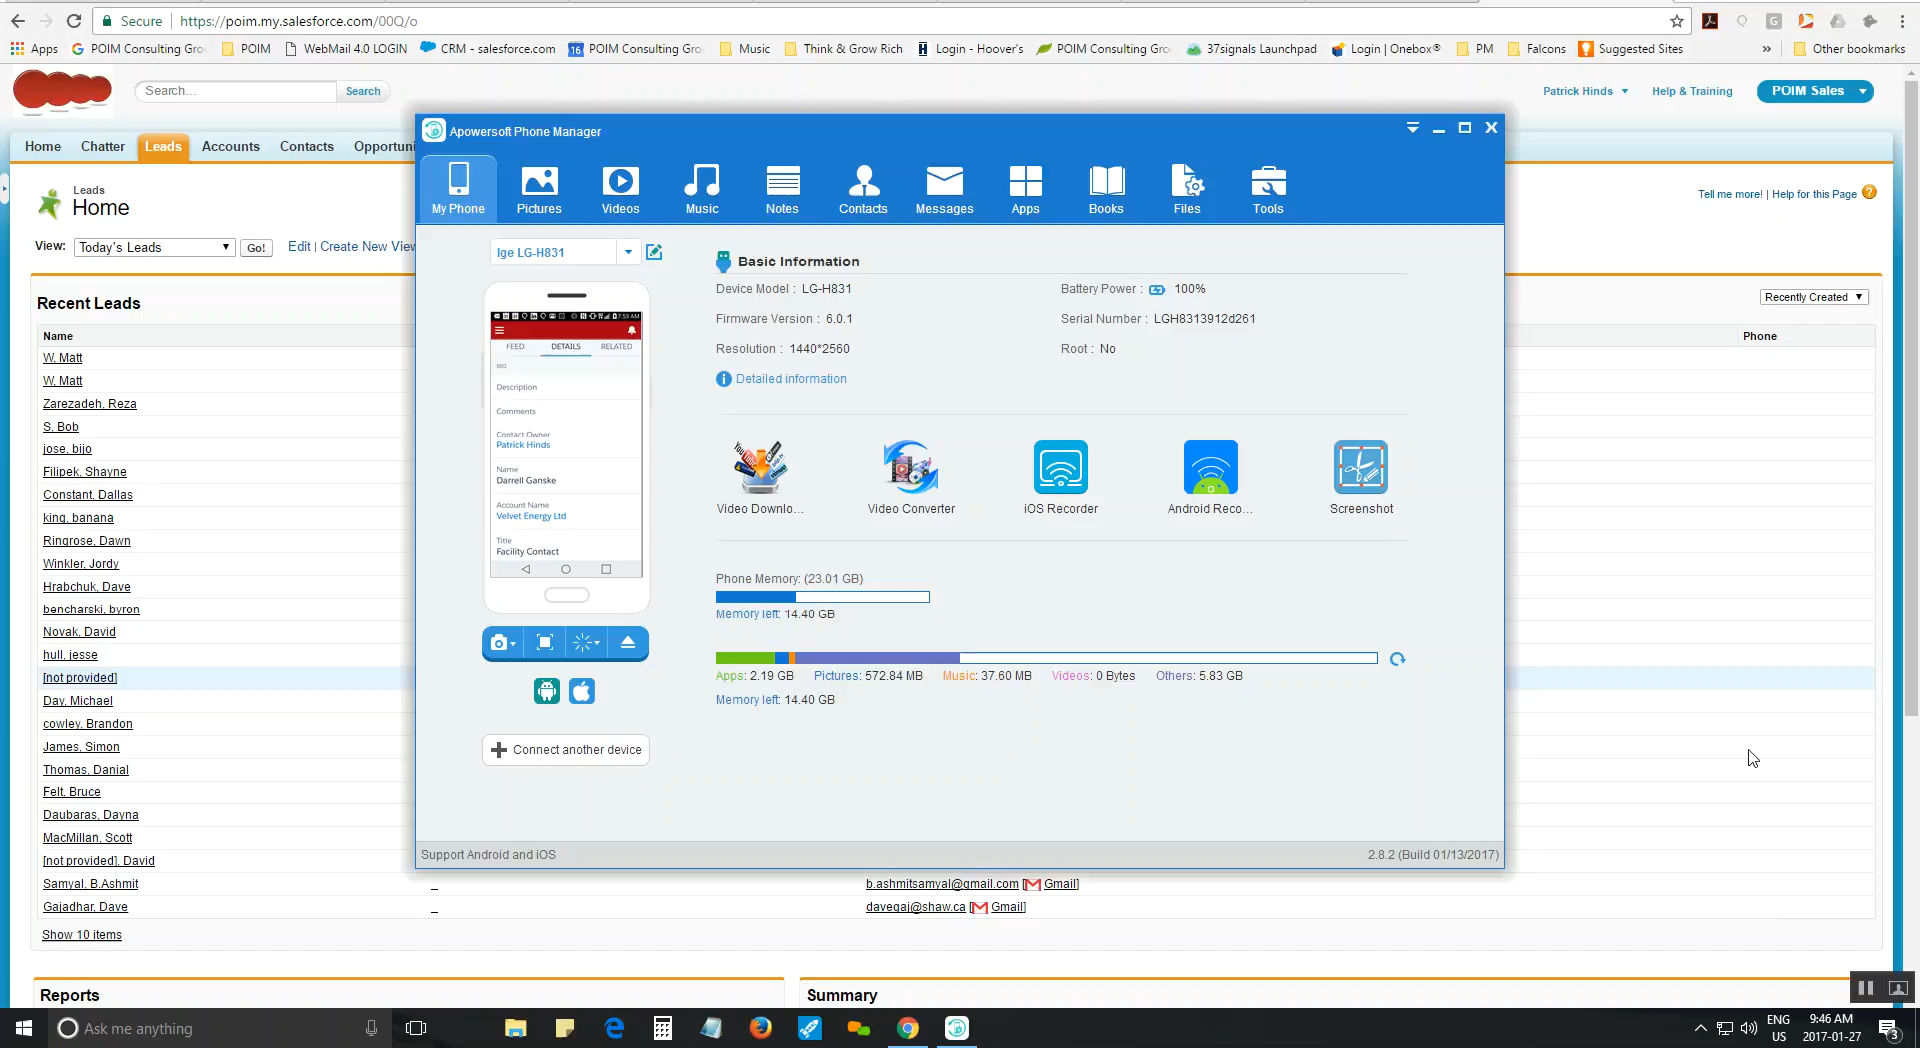 Secure | https://poim.my.salesforce.com/00Q/o
Apps POIM Consulting Gro POIM WebMail 4.0 LOGIN CRM - salesforce.com 16 POIM Consulting Gro Music Think & Grow Rich Login - Hoover's POIM Consulting Gro 37signals Launchpad Login | Onebox® PM Falcons Suggested Sites » Other bookmarks
Search... Search Patrick Hinds Help & Training POIM Sales
Home Chatter Leads Accounts Contacts Opportuni
Leads
Home
Tell me more! | Help for this Page
View: Today's Leads Go! Edit | Create New View
Recent Leads Recently Created
Name Phone
W, Matt
W, Matt
Zarezadeh, Reza
S, Bob
jose, bijo
Filipek, Shayne
Constant, Dallas
king, banana
Ringrose, Dawn
Winkler, Jordy
Hrabchuk, Dave
bencharski, byron
Novak, David
hull, jesse
[not provided]
Day, Michael
cowley, Brandon
James, Simon
Thomas, Danial
Felt, Bruce
Daubaras, Dayna
MacMillan, Scott
[not provided], David
Samyal, B.Ashmit _ b.ashmitsamyal@gmail.com [Gmail]
Gajadhar, Dave _ davegaj@shaw.ca [Gmail]
Show 10 items
Reports Summary
Apowersoft Phone Manager
My Phone Pictures Videos Music Notes Contacts Messages Apps Books Files Tools
lge LG-H831
7:53 AM
FEED DETAILS RELATED
BIO
Description
Comments
Contact Owner
Patrick Hinds
Name
Darrell Ganske
Account Name
Velvet Energy Ltd
Title
Facility Contact
Connect another device
Basic Information
Device Model : LG-H831 Battery Power : 100%
Firmware Version : 6.0.1 Serial Number : LGH8313912d261
Resolution : 1440*2560 Root : No
Detailed information
Video Downlo... Video Converter iOS Recorder Android Reco... Screenshot
Phone Memory: (23.01 GB)
Memory left: 14.40 GB
Apps: 2.19 GB Pictures: 572.84 MB Music: 37.60 MB Videos: 0 Bytes Others: 5.83 GB
Memory left: 14.40 GB
Support Android and iOS 2.8.2 (Build 01/13/2017)
Ask me anything
ENG 9:46 AM
US 2017-01-27 3